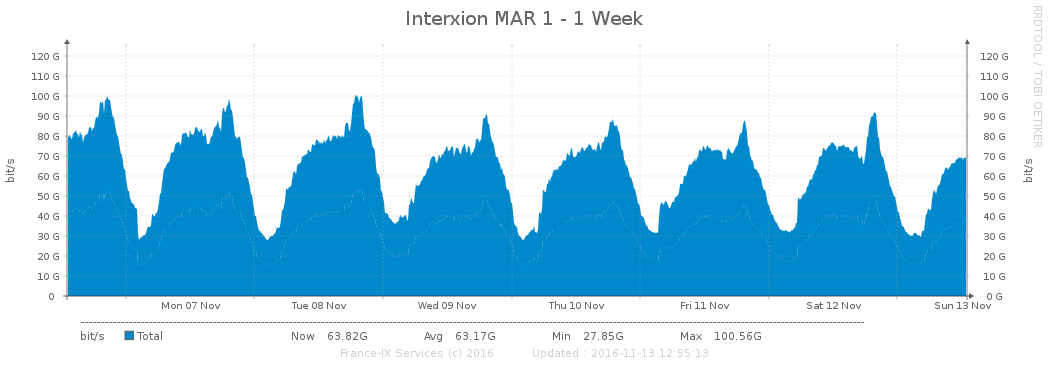 Interxion MAR 1 - 1 Week
RRDTOOL / TOBI OETIKER
120 G 120 G
110 G 110 G
100 G 100 G
90 G 90 G
80 G 80 G
70 G 70 G
60 G 60 G
50 G 50 G
40 G 40 G
30 G 30 G
20 G 20 G
10 G 10 G
0 0 G
bit/s
bit/s
Mon 07 Nov Tue 08 Nov Wed 09 Nov Thu 10 Nov Fri 11 Nov Sat 12 Nov Sun 13 Nov
bit/s Total Now 63.82G Avg 63.17G Min 27.85G Max 100.56G
France-IX Services (c) 2016 Updated : 2016-11-13 12:55:13